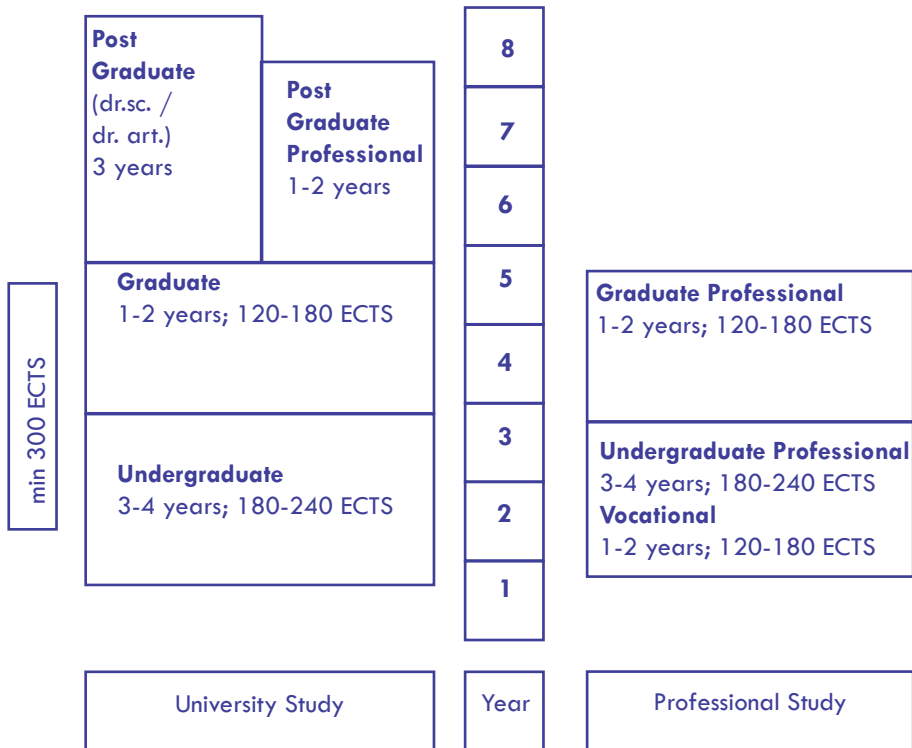 Post
Graduate
(dr.sc. /
dr. art.)
3 years
Post
Graduate
Professional
1-2 years
Graduate
1-2 years; 120-180 ECTS
Undergraduate
3-4 years; 180-240 ECTS
min 300 ECTS
8
7
6
5
4
3
2
1
Graduate Professional
1-2 years; 120-180 ECTS
Undergraduate Professional
3-4 years; 180-240 ECTS
Vocational
1-2 years; 120-180 ECTS
University Study
Year
Professional Study